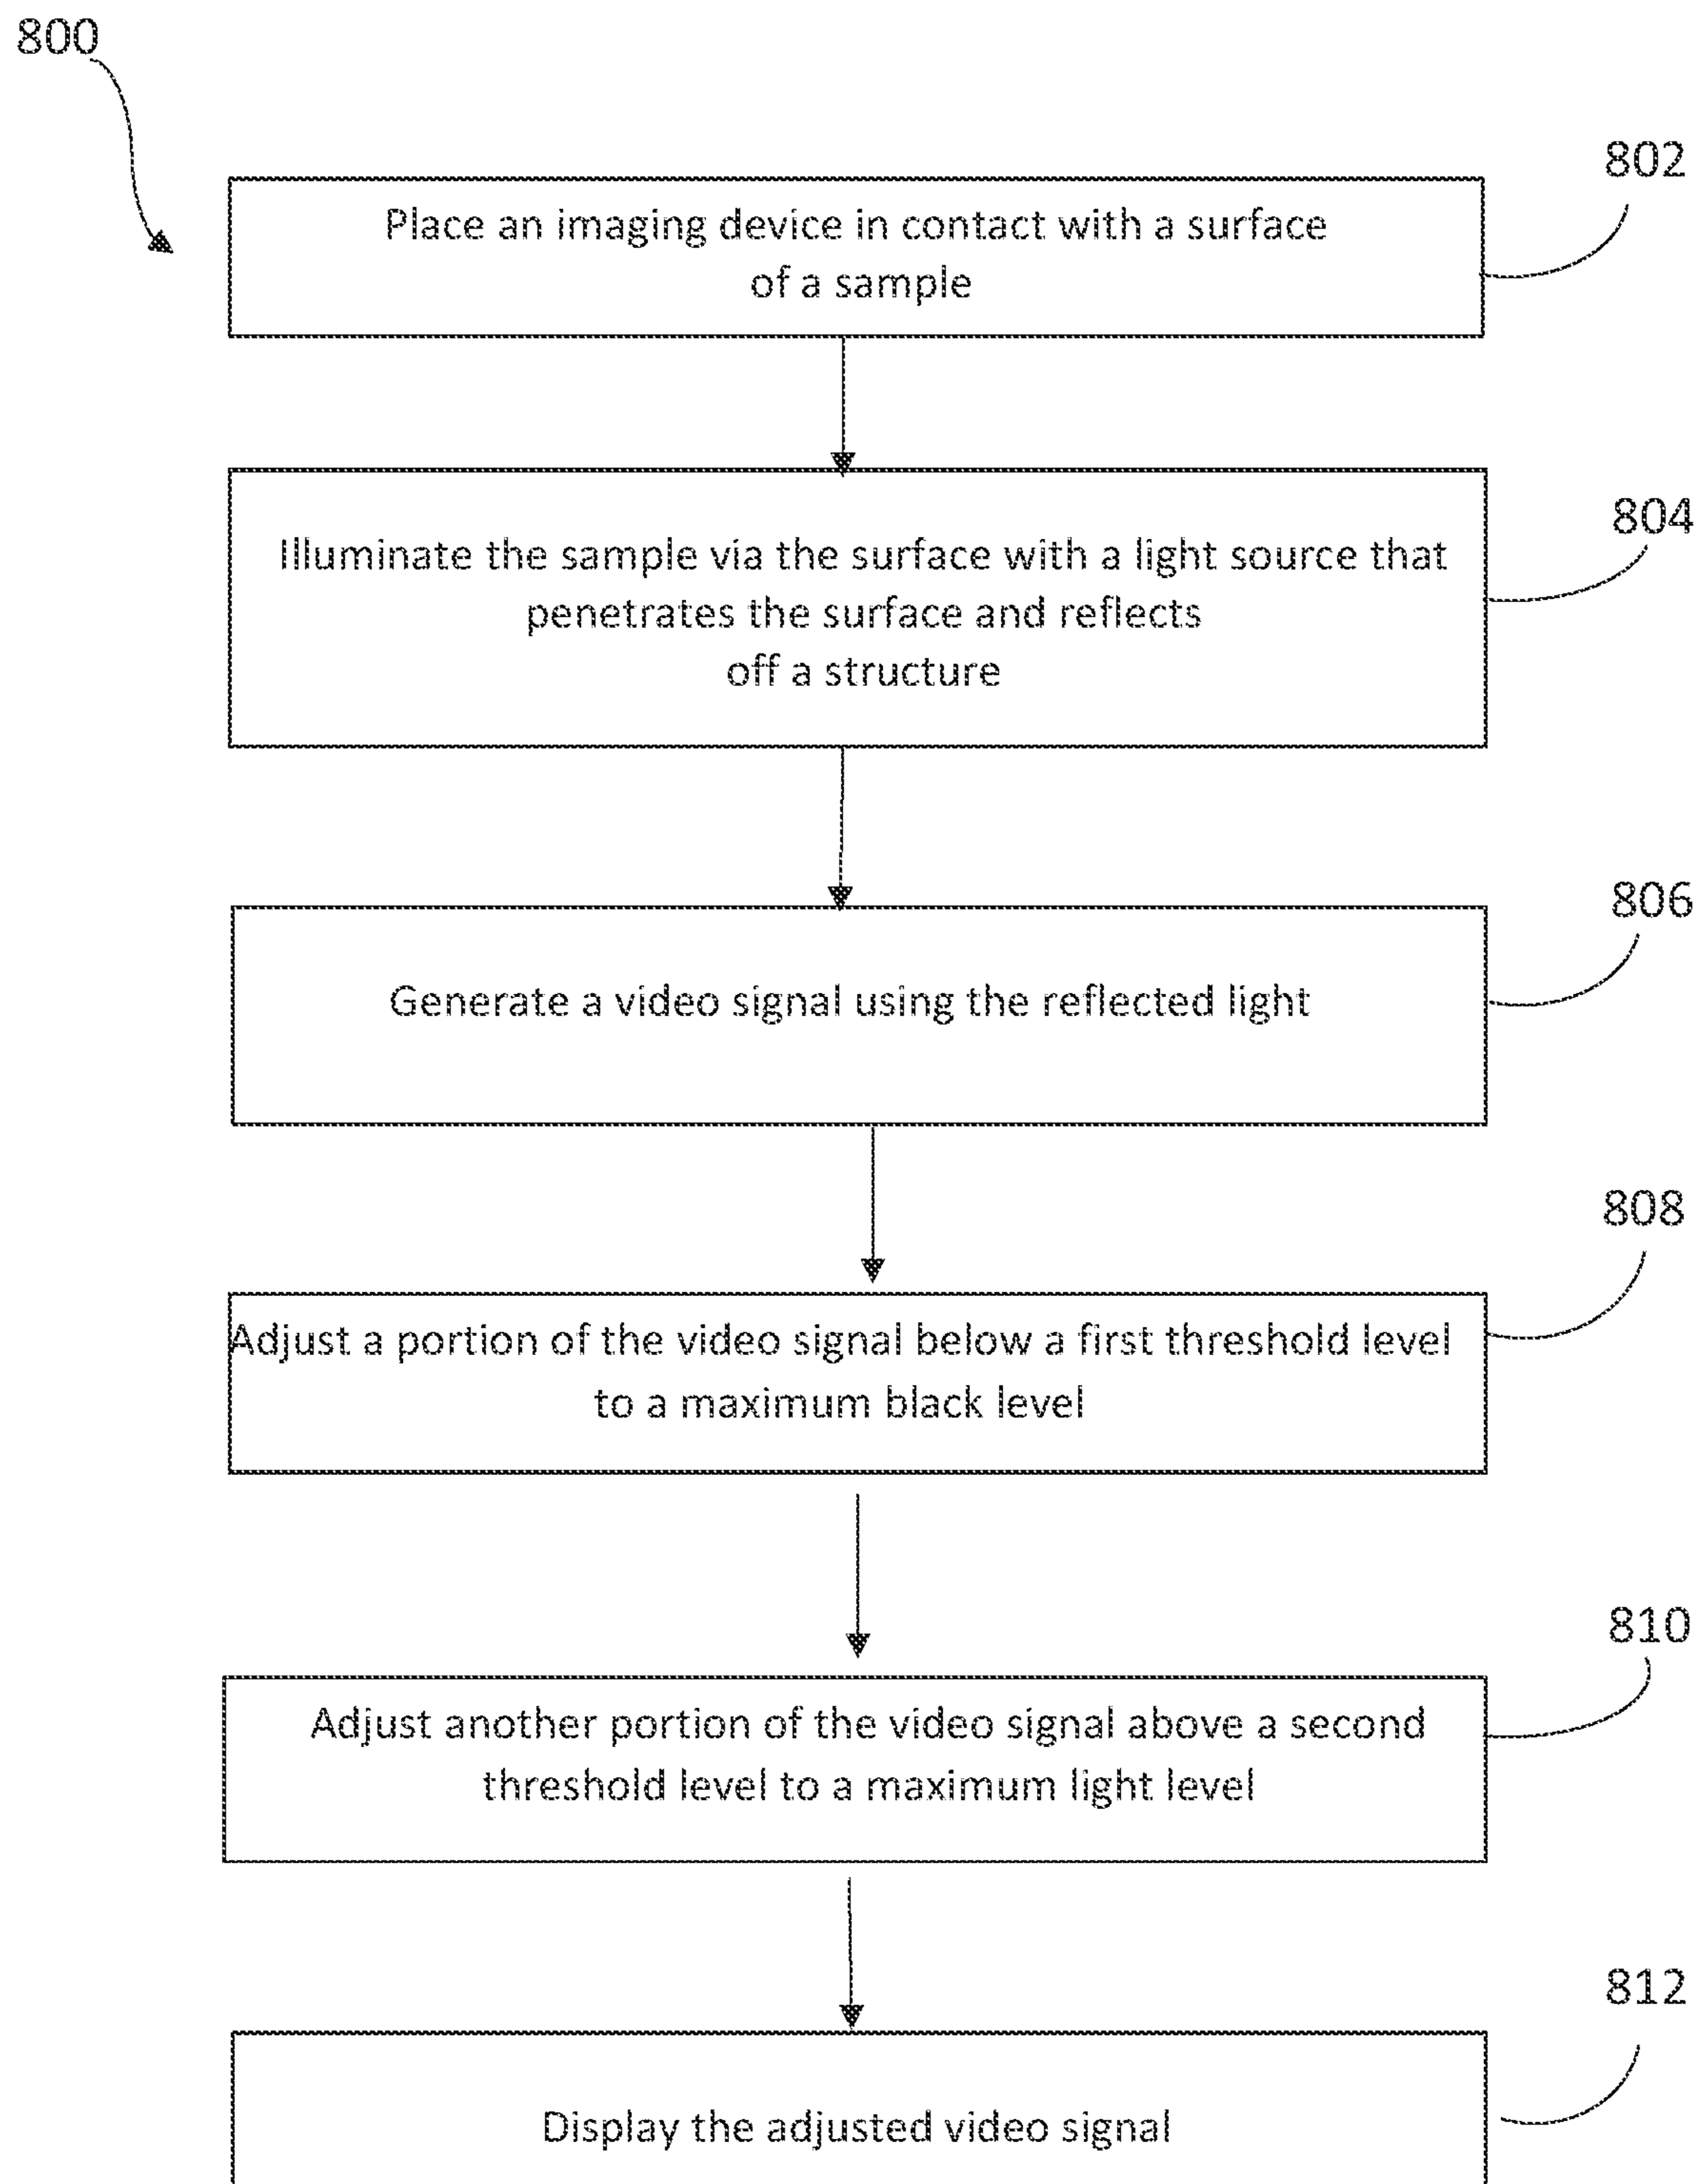 800
802
Place an imaging device in contact with a surface
of a sample
804
Illuminate the sample via the surface with a light source that
penetrates the surface and reflects
off a structure
806
Generate a video signal using the reflected light
808
Adjust a portion of the video signal below a first threshold level
to a maximum black level
810
Adjust another portion of the video signal above a second
threshold level to a maximum light level
812
Display the adjusted video signal